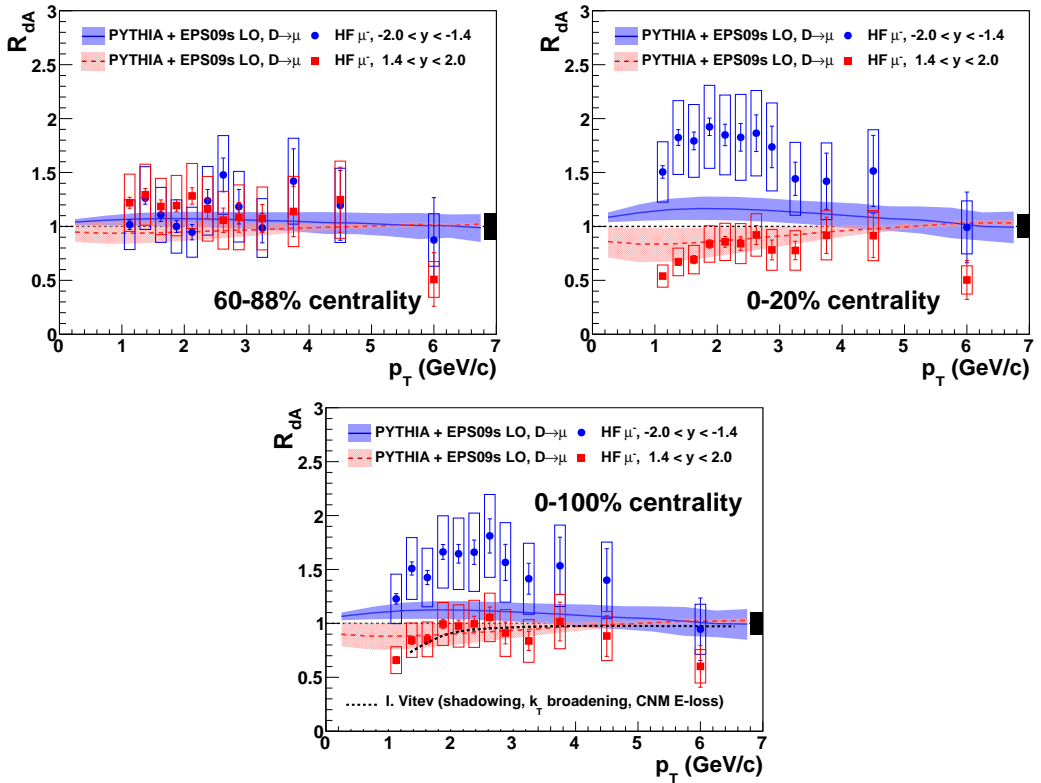 R_dA
3
2.5
2
1.5
1
0.5
0
PYTHIA + EPS09s LO, D→μ HF μ⁻, -2.0 < y < -1.4
PYTHIA + EPS09s LO, D→μ HF μ⁻, 1.4 < y < 2.0
60-88% centrality
0 1 2 3 4 5 6 7
p_T (GeV/c)
R_dA
3
2.5
2
1.5
1
0.5
0
PYTHIA + EPS09s LO, D→μ HF μ⁻, -2.0 < y < -1.4
PYTHIA + EPS09s LO, D→μ HF μ⁻, 1.4 < y < 2.0
0-20% centrality
0 1 2 3 4 5 6 7
p_T (GeV/c)
R_dA
3
2.5
2
1.5
1
0.5
0
PYTHIA + EPS09s LO, D→μ HF μ⁻, -2.0 < y < -1.4
PYTHIA + EPS09s LO, D→μ HF μ⁻, 1.4 < y < 2.0
0-100% centrality
I. Vitev (shadowing, k_T broadening, CNM E-loss)
0 1 2 3 4 5 6 7
p_T (GeV/c)